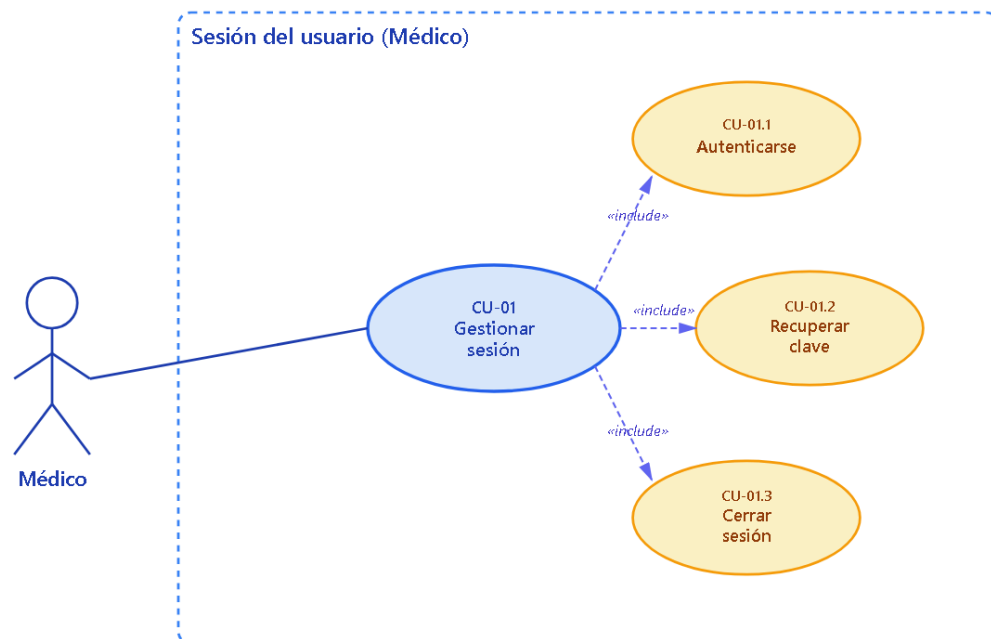 Sesión del usuario (Médico)
CU-01.1
Autenticarse
«include»
CU-01
Gestionar
sesión
«include»
CU-01.2
Recuperar
clave
«include»
CU-01.3
Cerrar
sesión
Médico